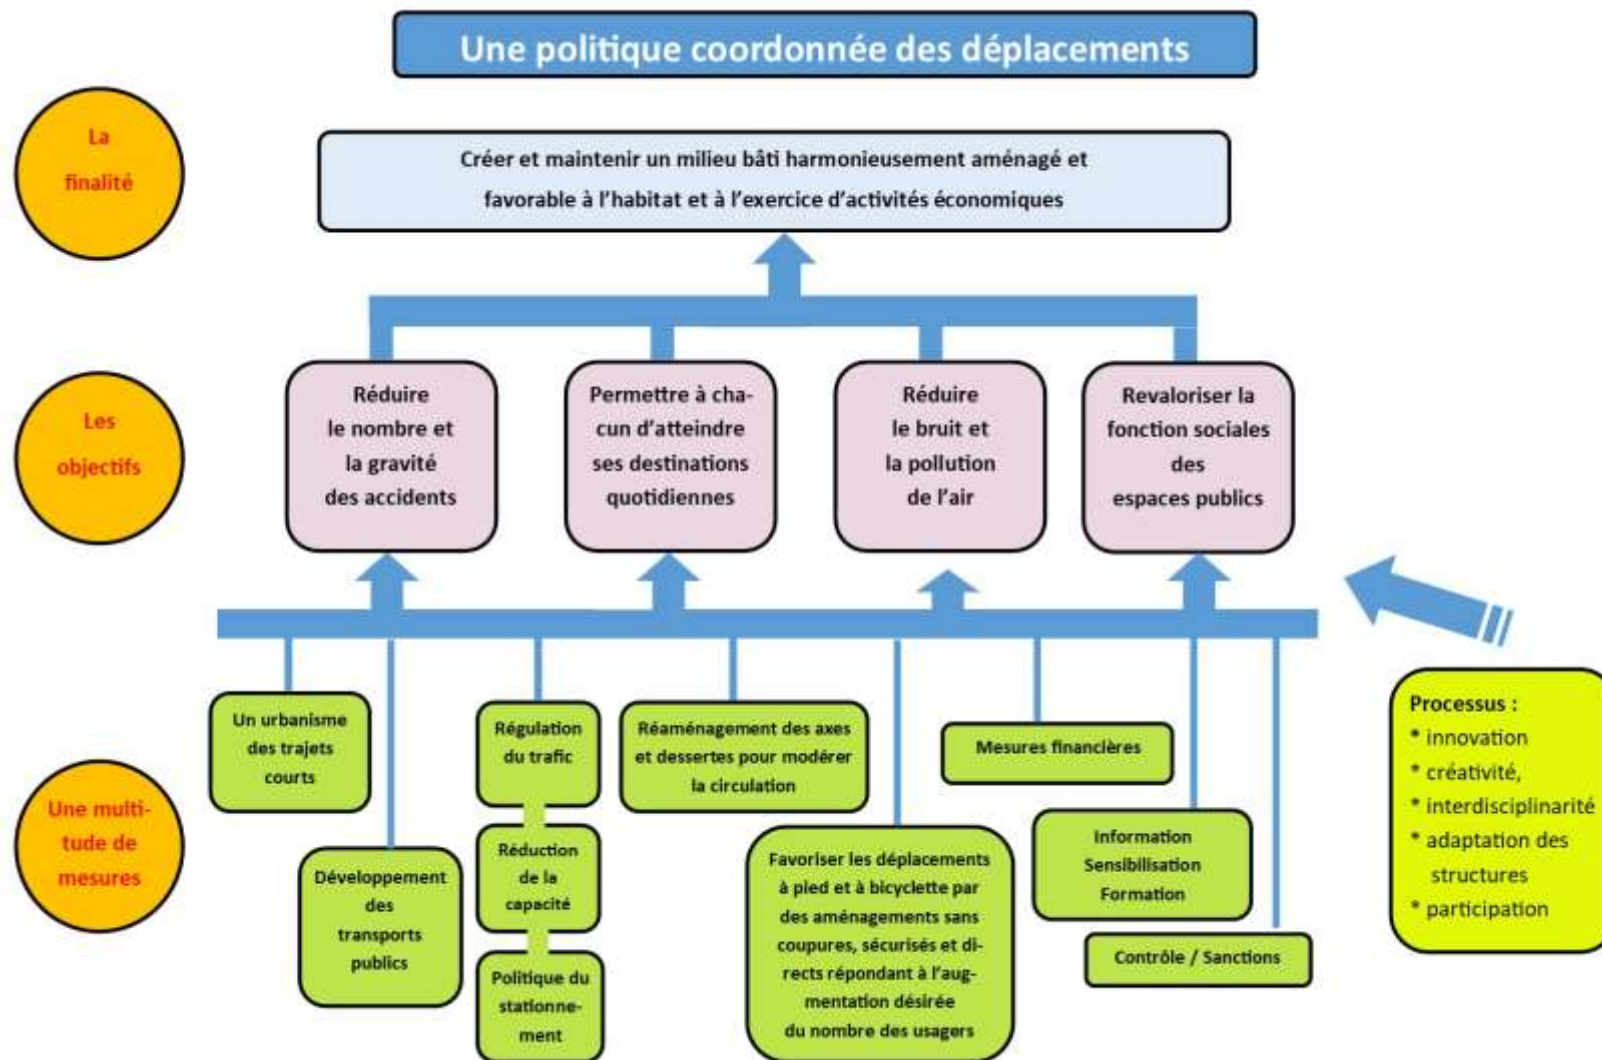 Une politique coordonnée des déplacements
La
finalité
Créer et maintenir un milieu bâti harmonieusement aménagé et
favorable à l'habitat et à l'exercice d'activités économiques
Les
objectifs
Réduire
le nombre et
la gravité
des accidents
Permettre à cha-
cun d'atteindre
ses destinations
quotidiennes
Réduire
le bruit et
la pollution
de l'air
Revaloriser la
fonction sociales
des
espaces publics
Une multi-
tude de
mesures
Un urbanisme
des trajets
courts
Développement
des
transports
publics
Régulation
du trafic
Réduction
de la
capacité
Politique du
stationne-
ment
Réaménagement des axes
et dessertes pour modérer
la circulation
Favoriser les déplacements
à pied et à bicyclette par
des aménagements sans
coupures, sécurisés et di-
rects répondant à l'aug-
mentation désirée
du nombre des usagers
Mesures financières
Information
Sensibilisation
Formation
Contrôle / Sanctions
Processus :
* innovation
* créativité,
* interdisciplinarité
* adaptation des
structures
* participation